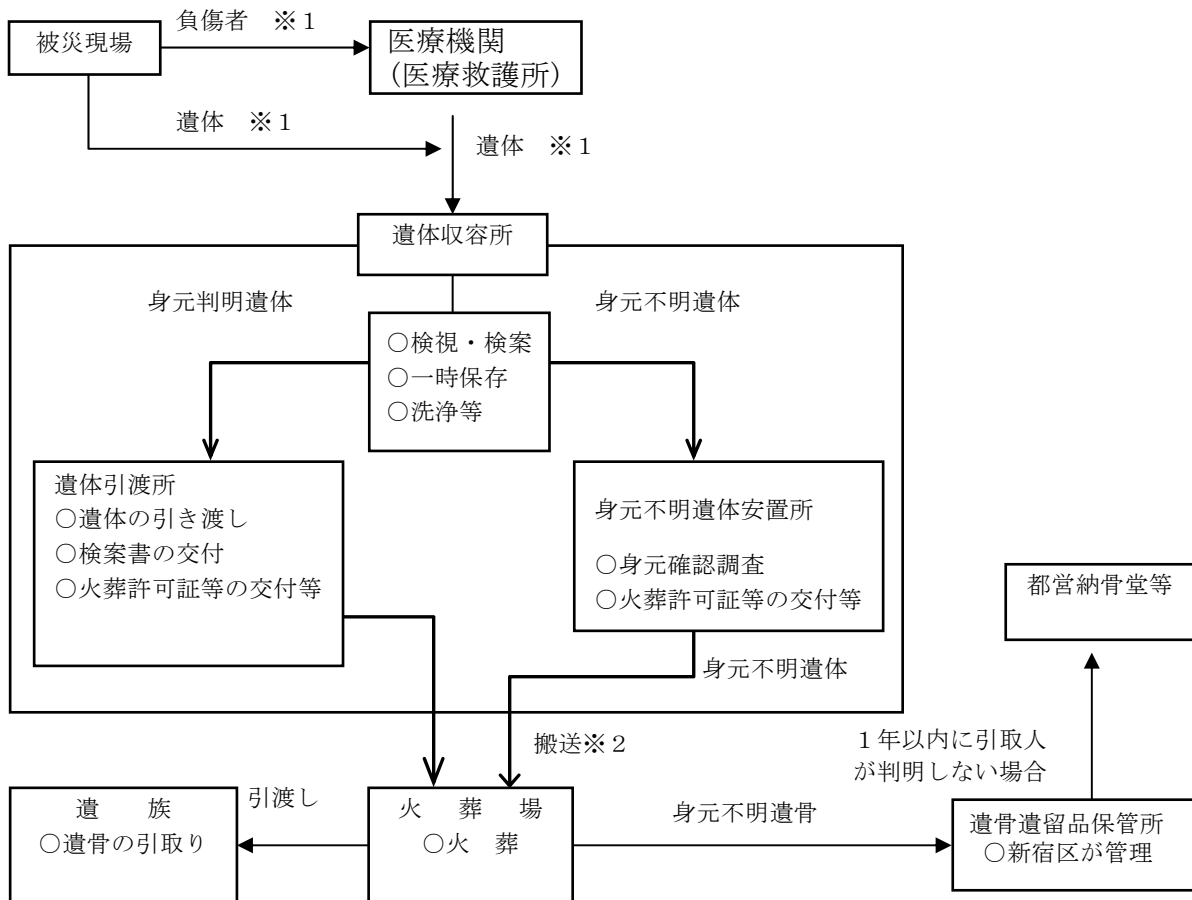 負傷者　※１
被災現場
医療機関
(医療救護所)
遺体　※１
遺体　※１
遺体収容所
身元判明遺体
身元不明遺体
○検視・検案
○一時保存
○洗浄等
遺体引渡所
○遺体の引き渡し
○検案書の交付
○火葬許可証等の交付等
身元不明遺体安置所
○身元確認調査
○火葬許可証等の交付等
都営納骨堂等
身元不明遺体
搬送※２
１年以内に引取人
が判明しない場合
遺　　族
○遺骨の引取り
引渡し
火　葬　場
○火　葬
身元不明遺骨
遺骨遺留品保管所
○新宿区が管理